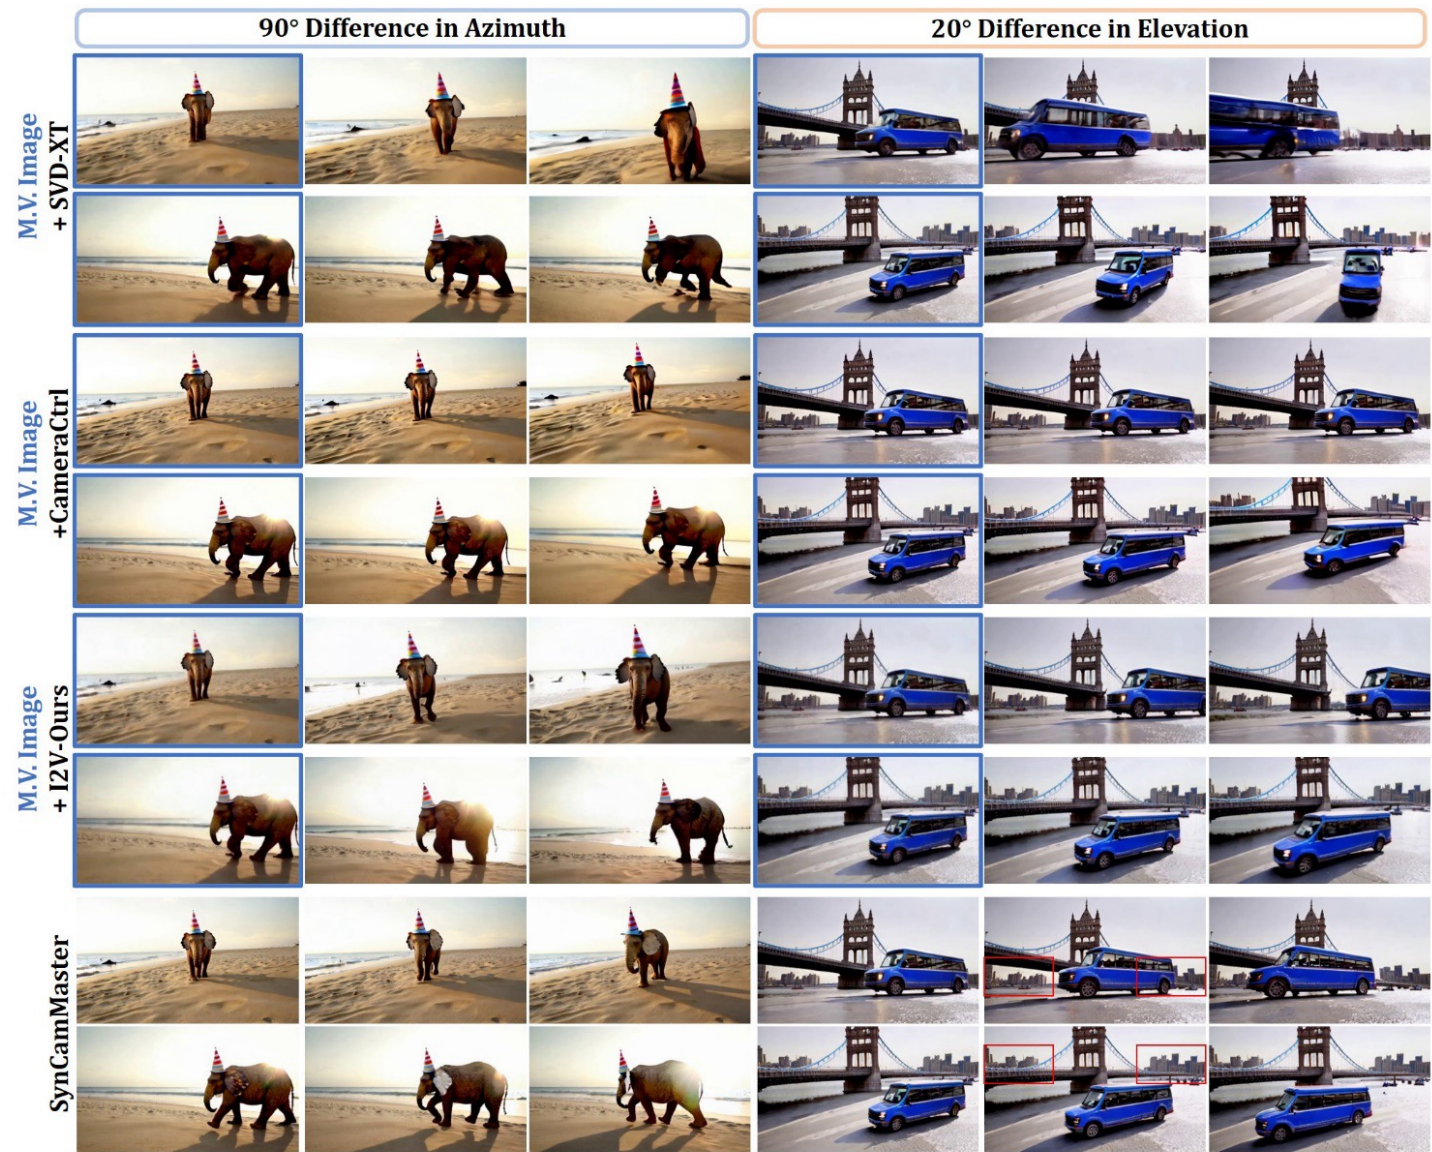 90° Difference in Azimuth
20° Difference in Elevation
M.V. Image
+ SVD-XT
M.V. Image
+CameraCtrl
M.V. Image
+ I2V-Ours
SynCamMaster